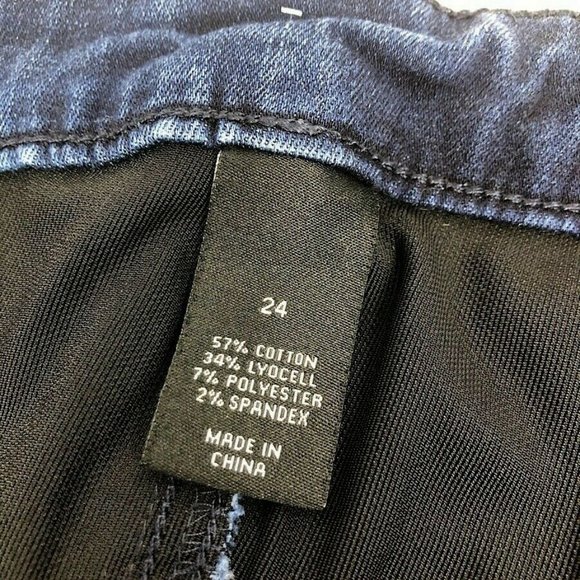 24
57% COTTON
34% LYOCELL
7% POLYESTER
2% SPANDEX
MADE IN
CHINA